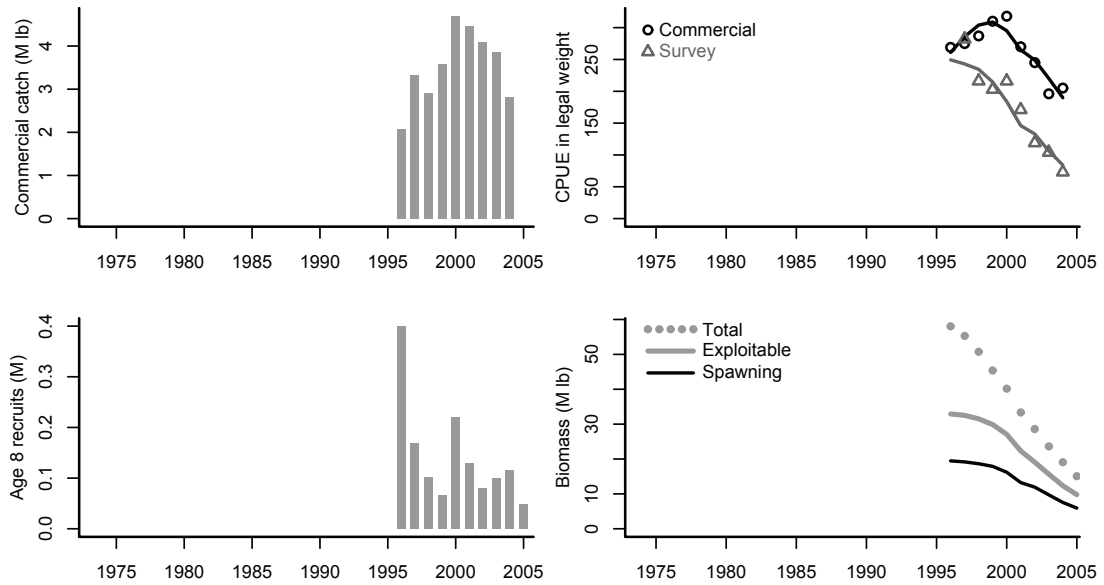 Commercial catch (M lb)
0 1 2 3 4
1975 1980 1985 1990 1995 2000 2005
CPUE in legal weight
0 50 150 250
Commercial
Survey
1975 1980 1985 1990 1995 2000 2005
Age 8 recruits (M)
0.0 0.1 0.2 0.3 0.4
1975 1980 1985 1990 1995 2000 2005
Biomass (M lb)
0 10 30 50
Total
Exploitable
Spawning
1975 1980 1985 1990 1995 2000 2005